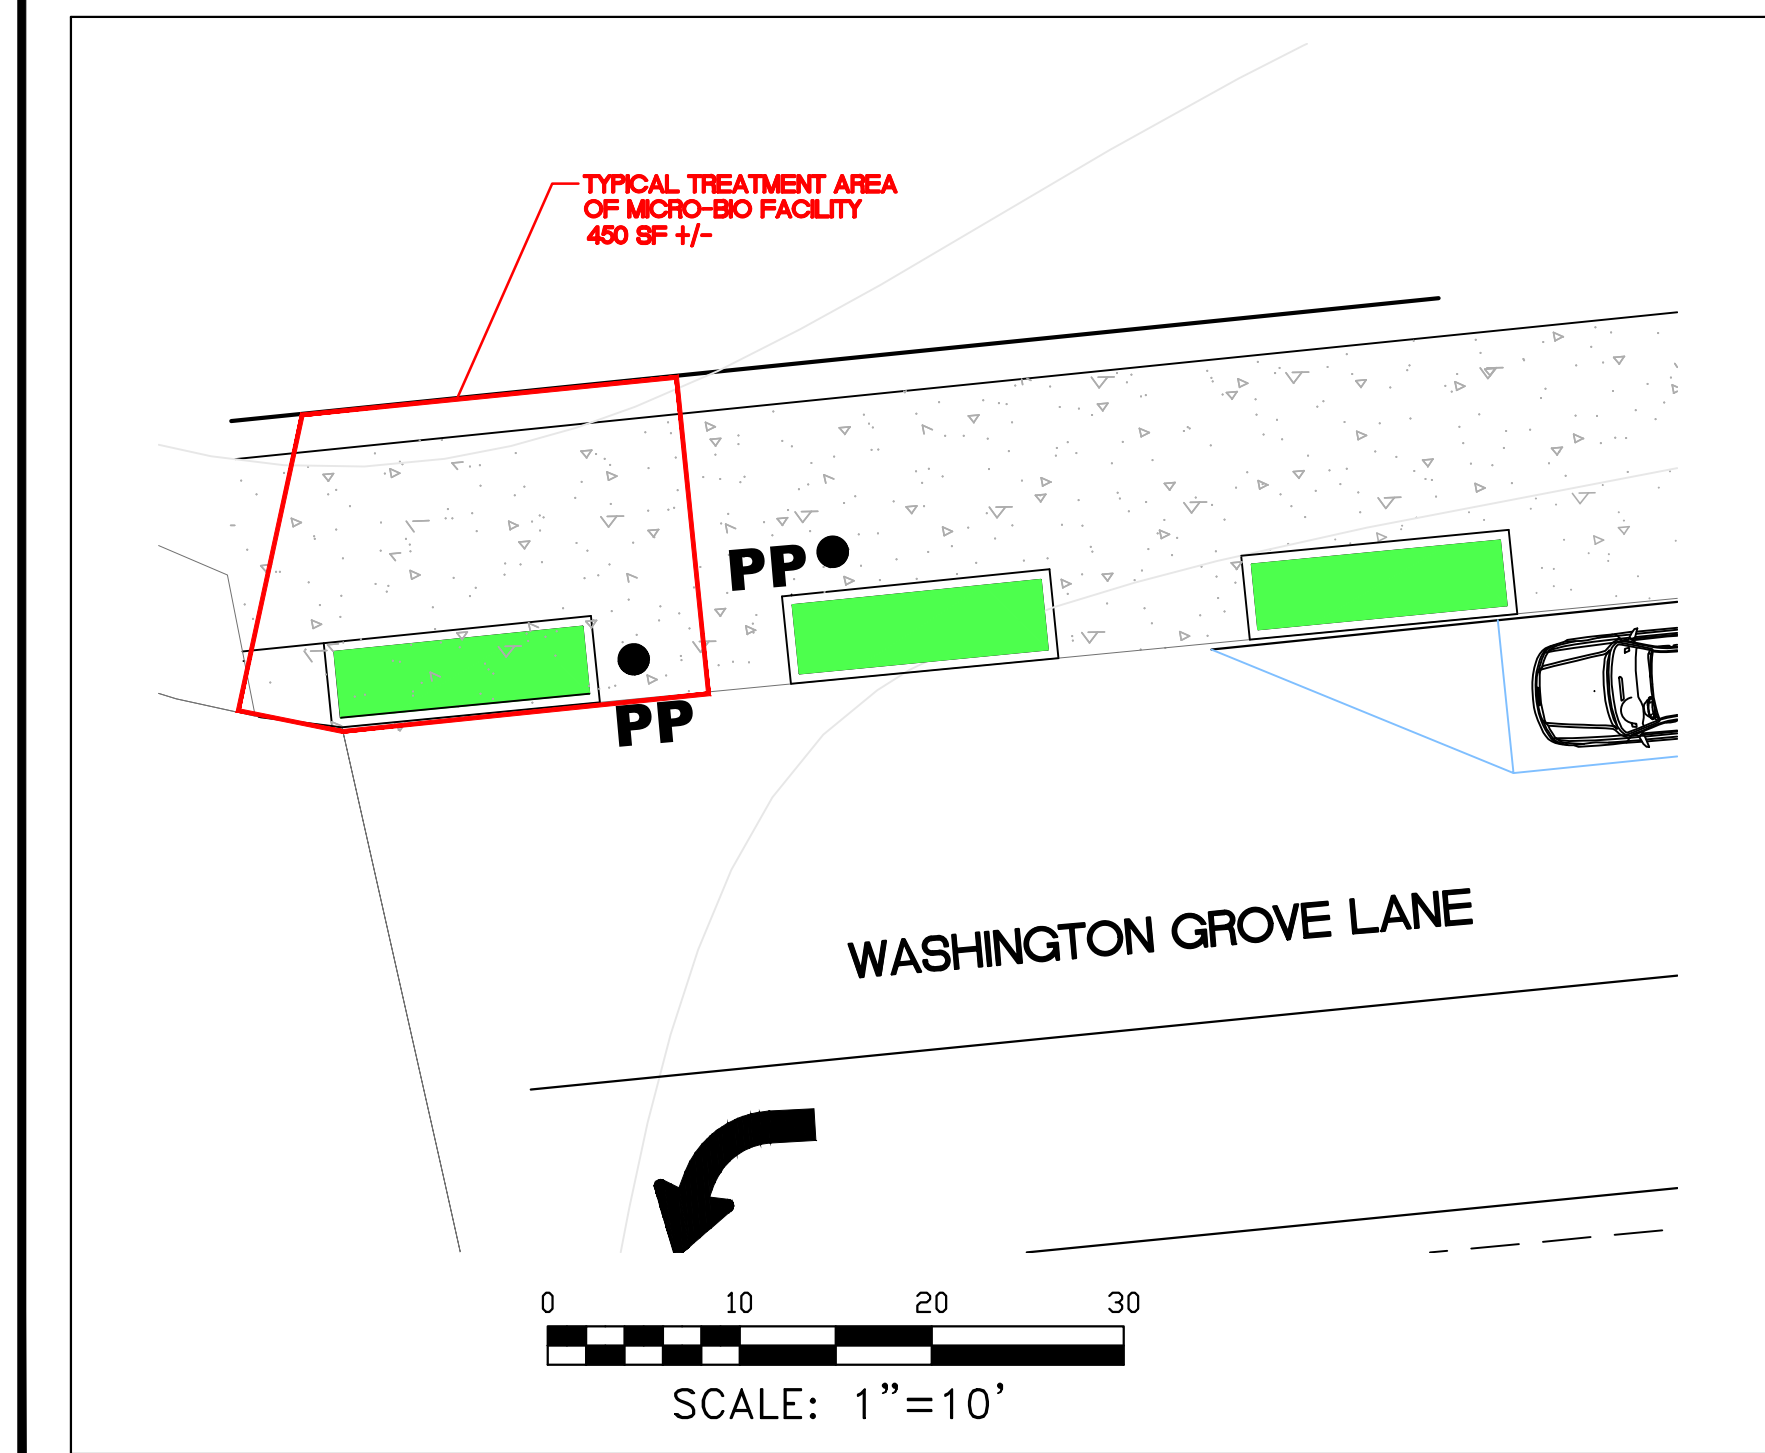 TYPICAL TREATMENT AREA
OF MICRO-BIO FACILITY
450 SF +/-
PP
PP
WASHINGTON GROVE LANE
0 10 20 30
SCALE: 1"=10'